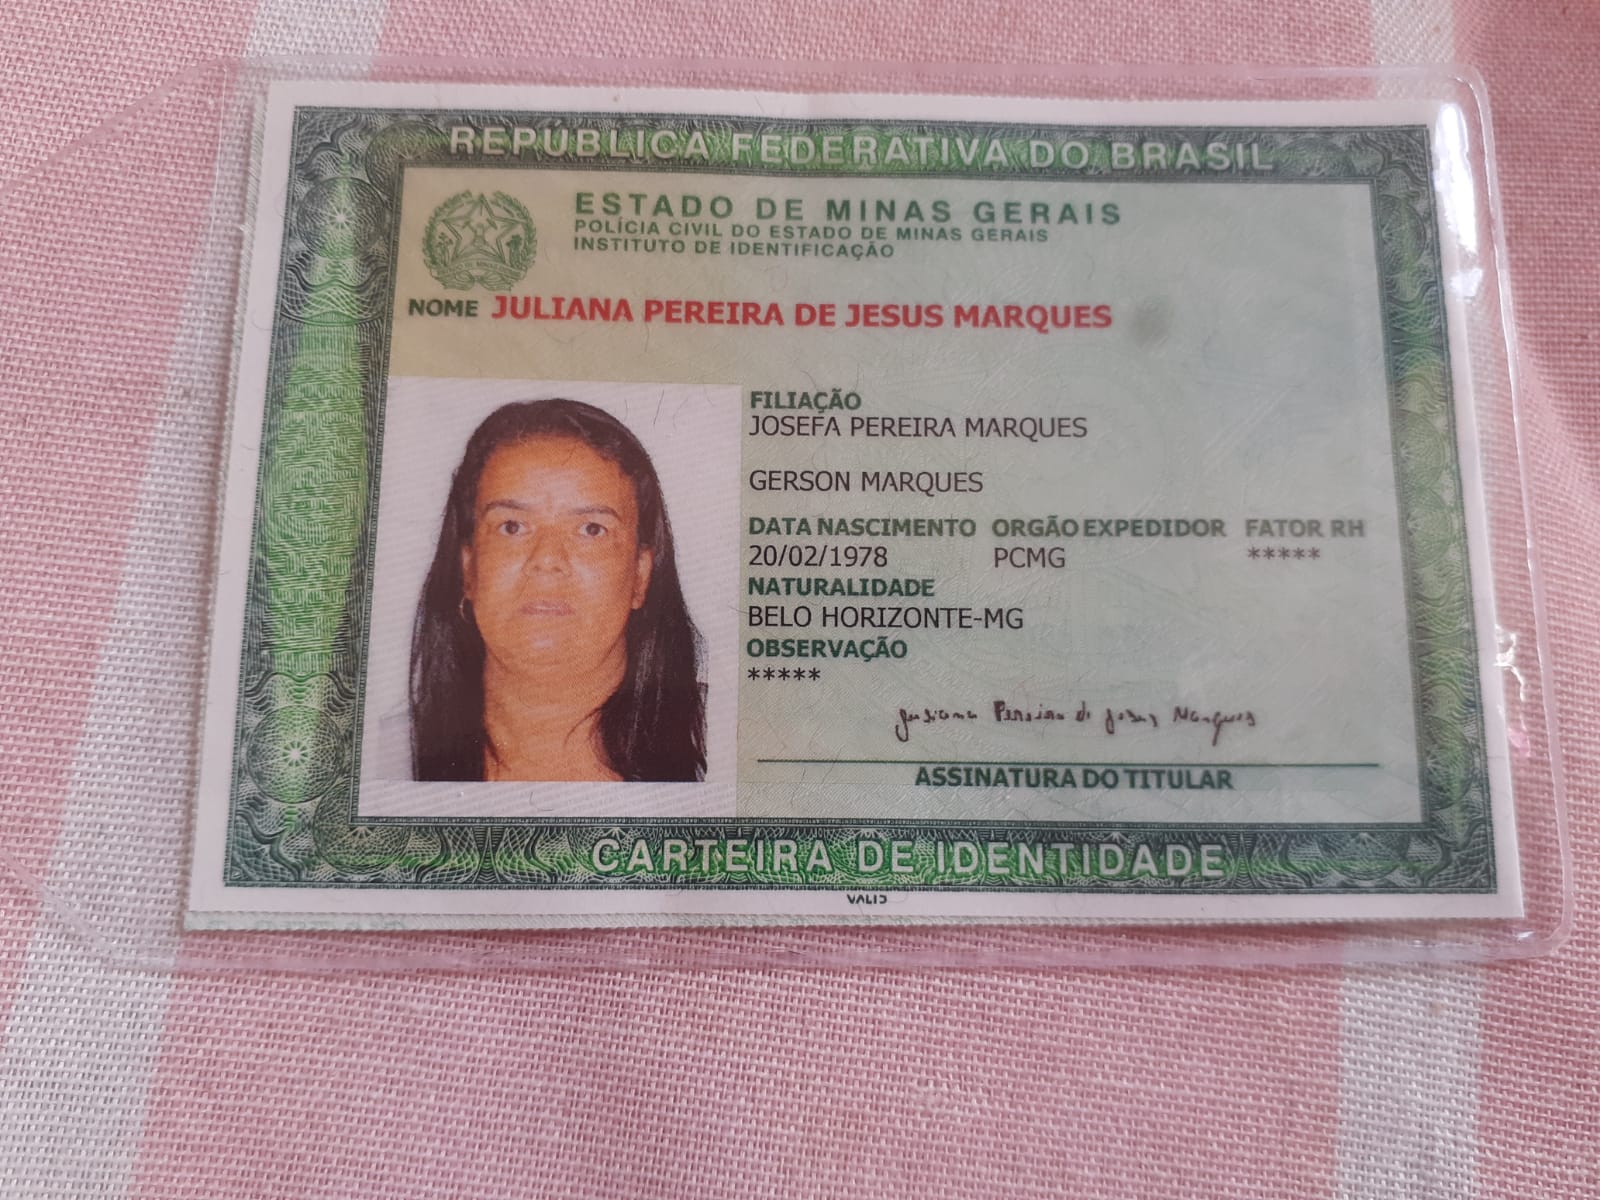 REPÚBLICA FEDERATIVA DO BRASIL
ESTADO DE MINAS GERAIS
POLÍCIA CIVIL DO ESTADO DE MINAS GERAIS
INSTITUTO DE IDENTIFICAÇÃO
NOME JULIANA PEREIRA DE JESUS MARQUES
FILIAÇÃO
JOSEFA PEREIRA MARQUES
GERSON MARQUES
DATA NASCIMENTO ORGÃO EXPEDIDOR FATOR RH
20/02/1978 PCMG *****
NATURALIDADE
BELO HORIZONTE-MG
OBSERVAÇÃO
*****
Juliana Pereira de Jesus Marques
ASSINATURA DO TITULAR
CARTEIRA DE IDENTIDADE